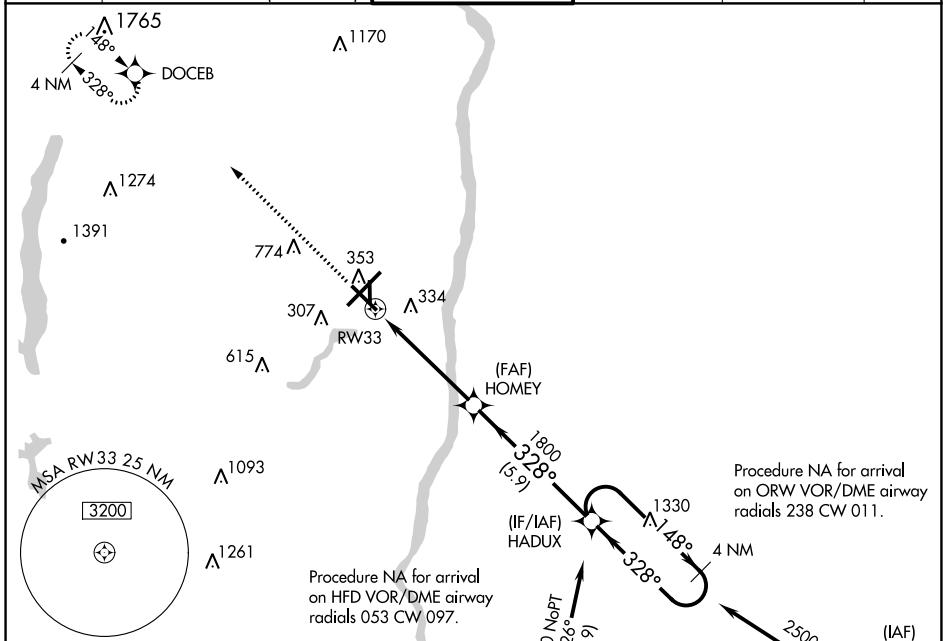 1765
148°
328°
4 NM
DOCEB
1170
1274
1391
774
353
334
307
RW33
615
(FAF)
HOMEY
1800
328°
(5.9)
MSA RW33 25 NM
3200
1093
1261
(IF/IAF)
HADUX
1330
148°
328°
4 NM
Procedure NA for arrival
on ORW VOR/DME airway
radials 238 CW 011.
Procedure NA for arrival
on HFD VOR/DME airway
radials 053 CW 097.
NoPT
2500
(IAF)